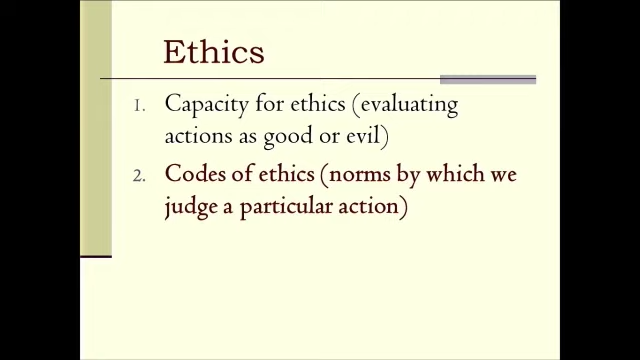 Ethics
1. Capacity for ethics (evaluating
actions as good or evil)
2. Codes of ethics (norms by which we
judge a particular action)